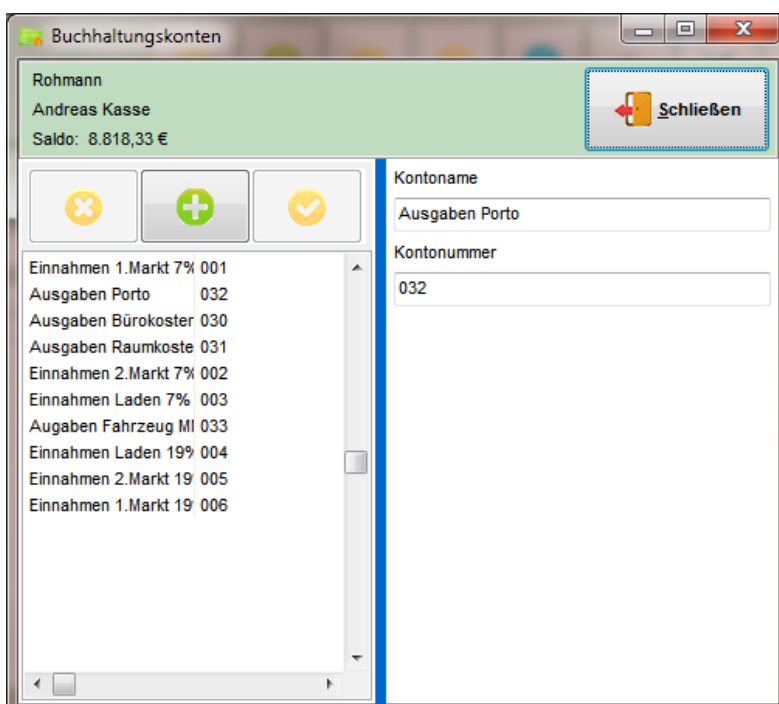 Buchhaltungskonten
Rohmann
Andreas Kasse
Saldo: 8.818,33 €
Schließen
Einnahmen 1.Markt 7% 001
Ausgaben Porto 032
Ausgaben Bürokosten 030
Ausgaben Raumkoste 031
Einnahmen 2.Markt 7% 002
Einnahmen Laden 7% 003
Augaben Fahrzeug 033
Einnahmen Laden 19% 004
Einnahmen 2.Markt 19 005
Einnahmen 1.Markt 19 006
Kontoname
Ausgaben Porto
Kontonummer
032